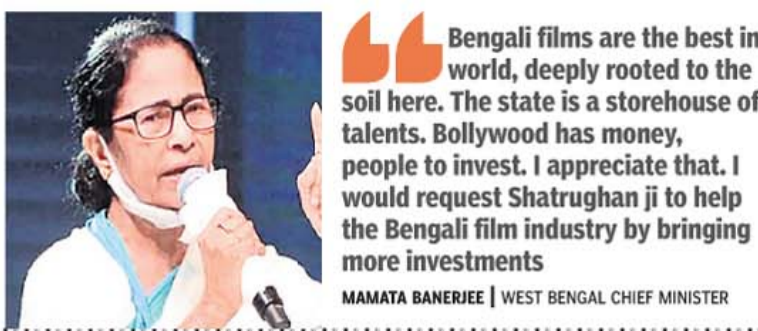 Bengali films are the best in
world, deeply rooted to the
soil here. The state is a storehouse of
talents. Bollywood has money,
people to invest. I appreciate that. I
would request Shatrughan ji to help
the Bengali film industry by bringing
more investments
MAMATA BANERJEE | WEST BENGAL CHIEF MINISTER